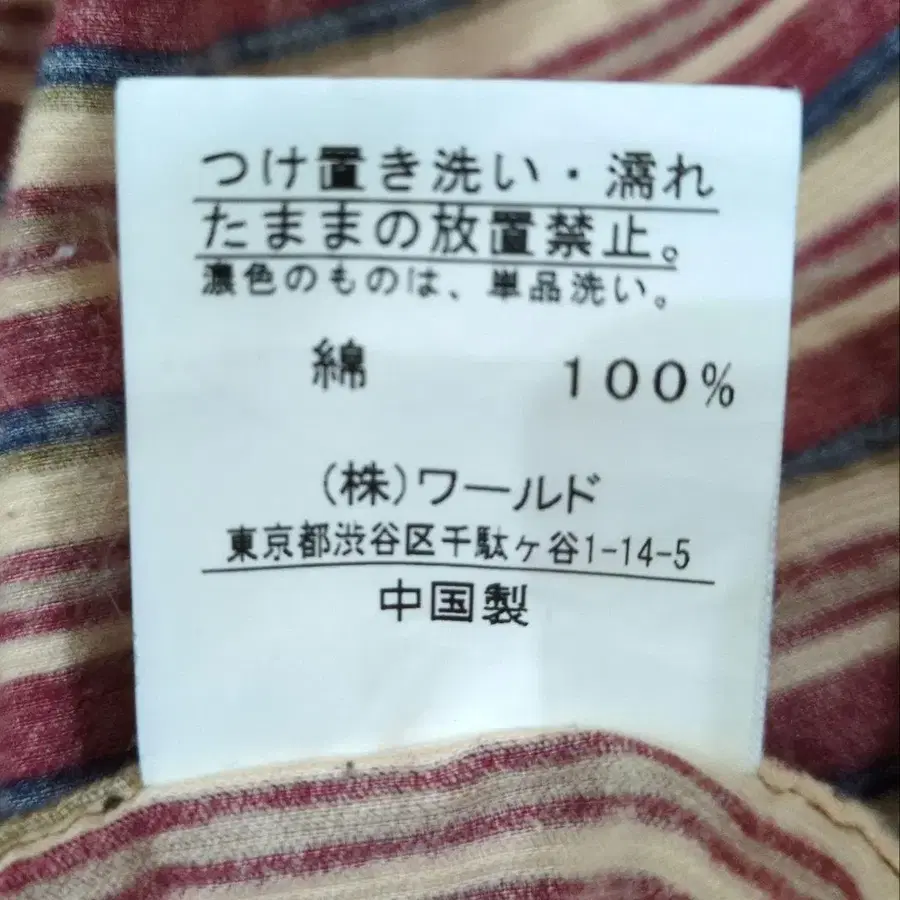 つけ置き洗い・濡れ
たままの放置禁止。
濃色のものは、単品洗い。
綿 100%
(株)ワールド
東京都渋谷区千駄ヶ谷1-14-5
中国製